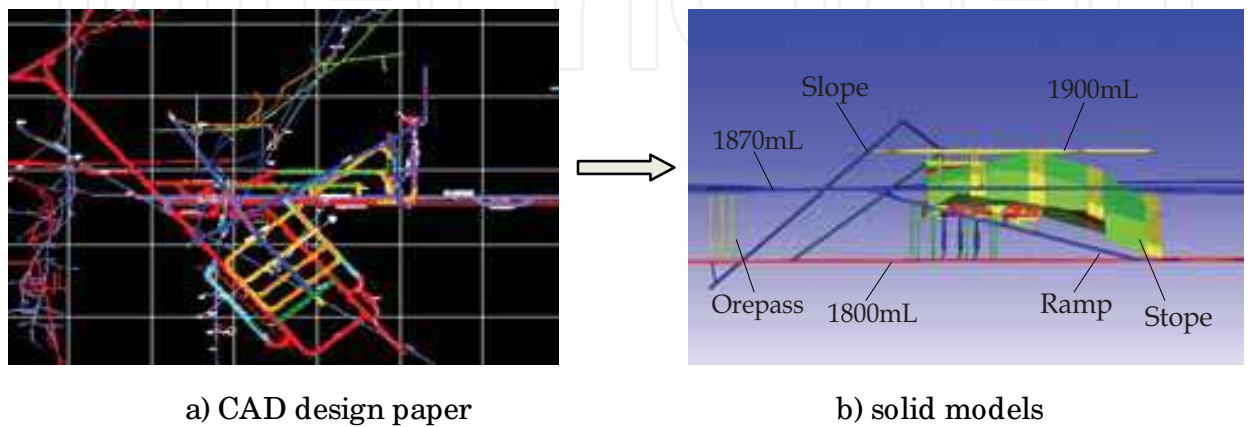 Slope
1900mL
1870mL
Orepass
1800mL
Ramp
Stope
a) CAD design paper
b) solid models